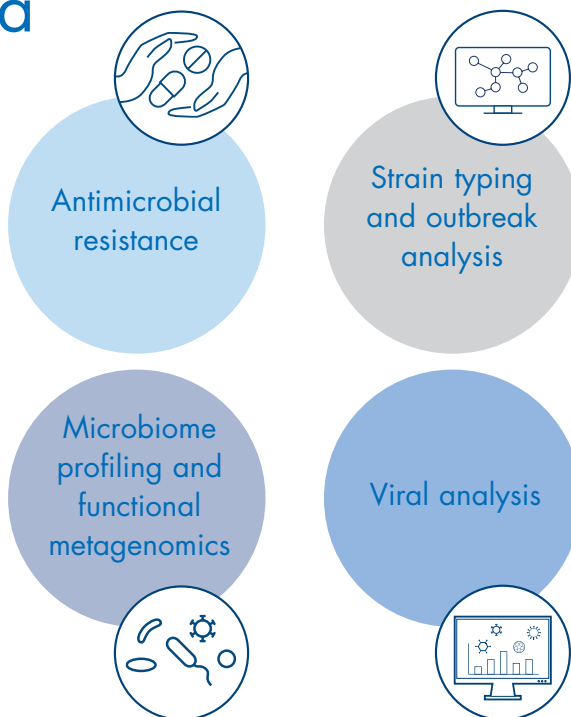 a
Antimicrobial
resistance
Strain typing
and outbreak
analysis
Microbiome
profiling and
functional
metagenomics
Viral analysis